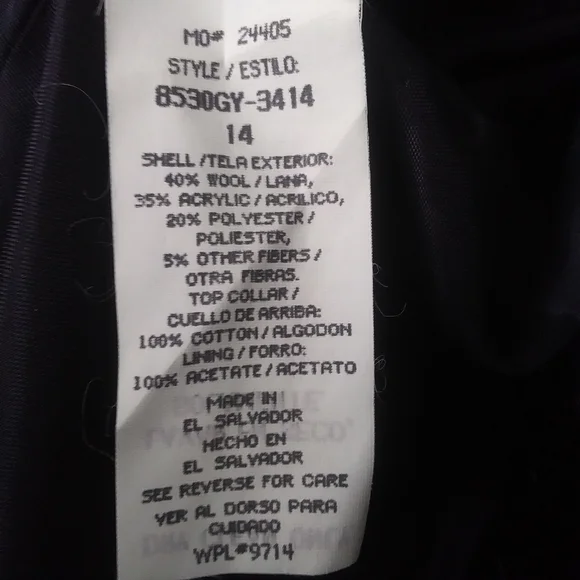 MO# 24405
STYLE / ESTILO:
8530GY-3414
14
SHELL /TELA EXTERIOR:
40% WOOL / LANA,
35% ACRYLIC / ACRILICO,
20% POLYESTER /
POLIESTER,
5% OTHER FIBERS /
OTRA FIBRAS.
TOP COLLAR /
CUELLO DE ARRIBA:
100% COTTON / ALGODON
LINING / FORRO:
100% ACETATE / ACETATO
MADE IN
EL SALVADOR
HECHO EN
EL SALVADOR
SEE REVERSE FOR CARE
VER AL DORSO PARA
CUIDADO
WPL#9714